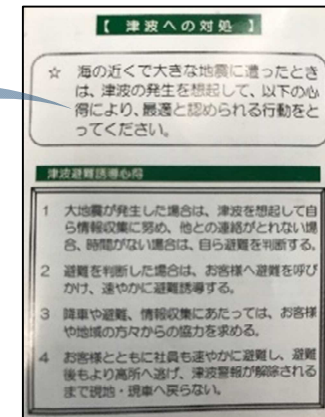 【 津波への対処 】
☆ 海の近くで大きな地震に遭ったとき
は、津波の発生を想起して、以下の心
得により、最適と認められる行動をと
ってください。
津波避難誘導心得
1 大地震が発生した場合は、津波を想起して自
ら情報収集に努め、他との連絡がとれない場
合、時間がない場合は、自ら避難を判断する。
2 避難を判断した場合は、お客様へ避難を呼び
かけ、速やかに避難誘導する。
3 降車や避難、情報収集にあたっては、お客様
や地域の方々からの協力を求める。
4 お客様とともに社員も速やかに避難し、避難
後もより高所へ逃げ、津波警報が解除される
まで現地・現車へ戻らない。